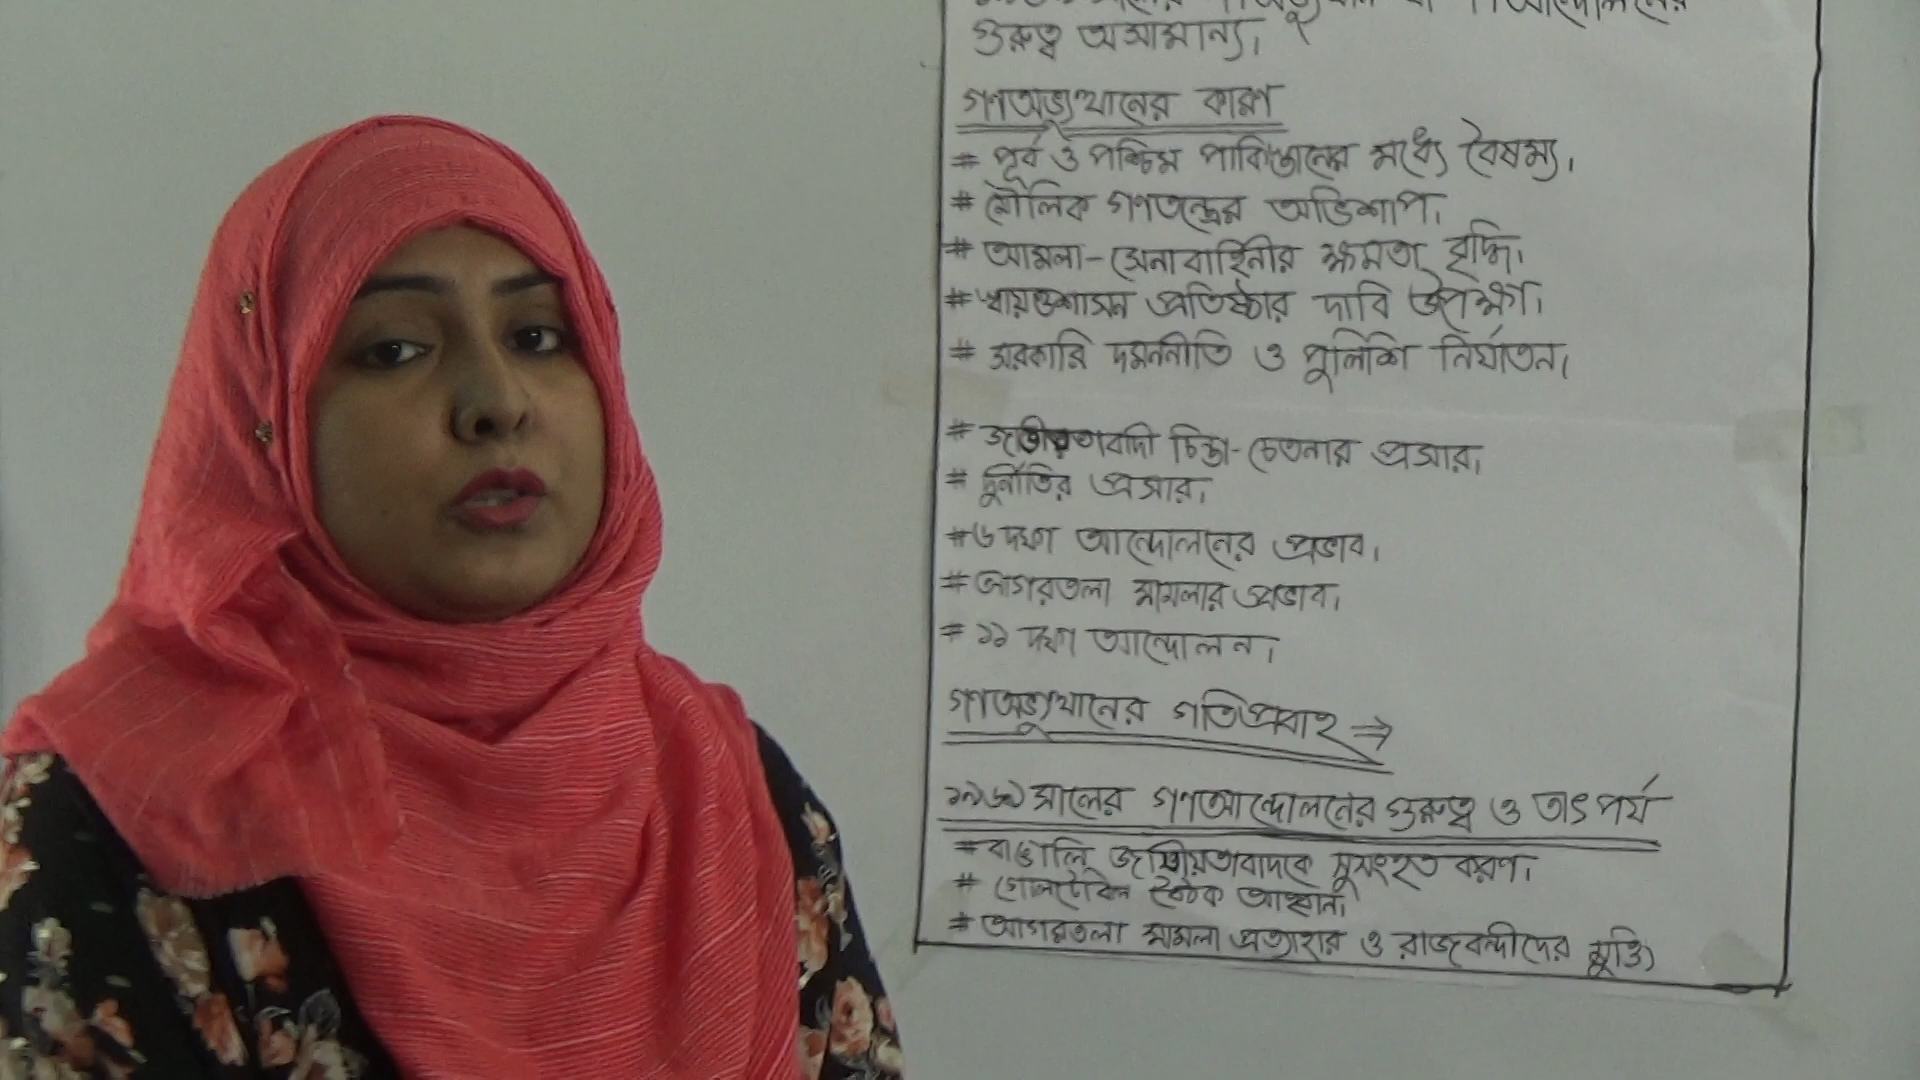 গুরুত্ব অসামান্য।
গণঅভ্যুত্থানের কারণ
# পূর্ব ও পশ্চিম পাকিস্তানের মধ্যে বৈষম্য।
# মৌলিক গণতন্ত্রের অভিশাপ।
# আমলা-সেনাবাহিনীর ক্ষমতা বৃদ্ধি।
# স্বায়ত্তশাসন প্রতিষ্ঠার দাবি উপেক্ষা।
# সরকারি দমননীতি ও পুলিশি নির্যাতন।
# জাতীয়তাবাদী চিন্তা-চেতনার প্রসার।
# দুর্নীতির প্রসার।
# ৬ দফা আন্দোলনের প্রভাব।
# আগরতলা মামলার প্রভাব।
# ১১ দফা আন্দোলন।
গণঅভ্যুত্থানের গতিপ্রবাহ →
১৯৬৯ সালের গণআন্দোলনের গুরুত্ব ও তাৎপর্য
# বাঙালি জাতীয়তাবাদকে সুসংহত করণ।
# গোলটেবিল বৈঠক আহ্বান।
# আগরতলা মামলা প্রত্যাহার ও রাজবন্দীদের মুক্তি।